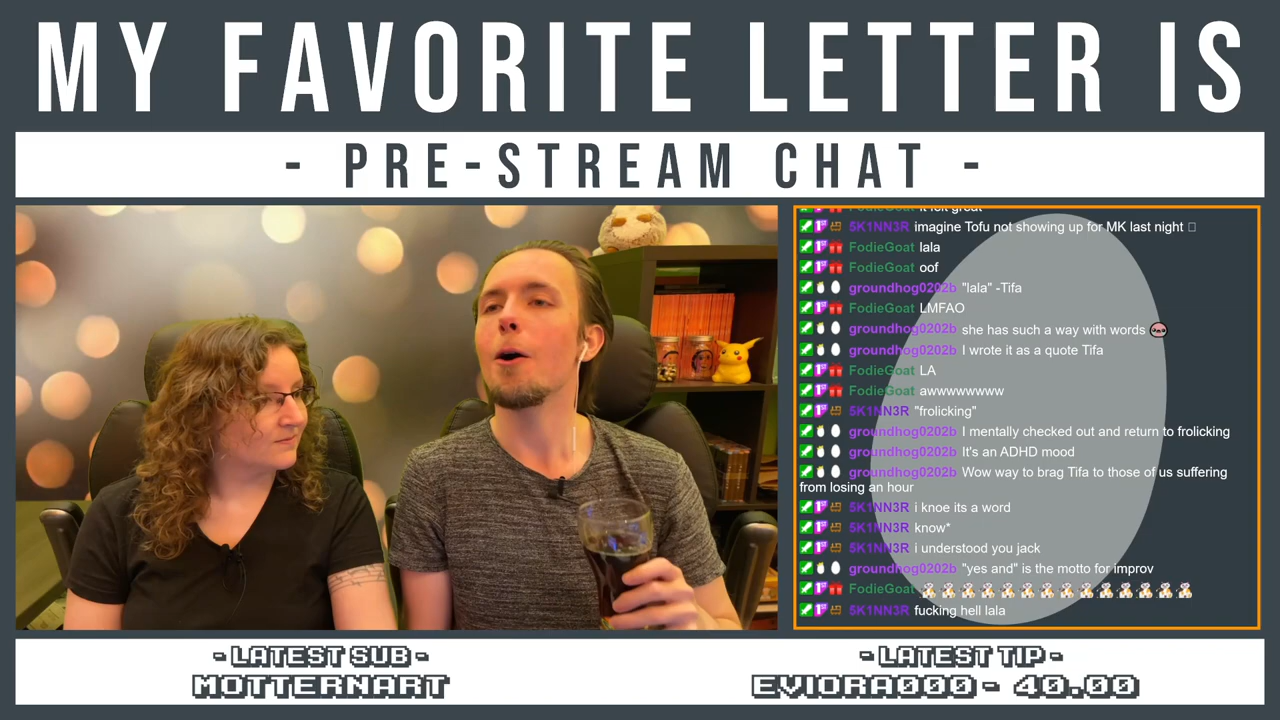 MY FAVORITE LETTER IS
- PRE-STREAM CHAT -
FodieGoat it felt great
5K1NN3R imagine Tofu not showing up for MK last night
FodieGoat lala
FodieGoat oof
groundhog0202b "lala" -Tifa
FodieGoat LMFAO
groundhog0202b she has such a way with words
groundhog0202b I wrote it as a quote Tifa
FodieGoat LA
FodieGoat awwwwwwww
5K1NN3R "frolicking"
groundhog0202b I mentally checked out and return to frolicking
groundhog0202b It's an ADHD mood
groundhog0202b Wow way to brag Tifa to those of us suffering
from losing an hour
5K1NN3R i knoe its a word
5K1NN3R know*
5K1NN3R i understood you jack
groundhog0202b "yes and" is the motto for improv
FodieGoat
5K1NN3R fucking hell lala
- LATEST SUB -
MOTTERNART
- LATEST TIP -
EVIORA000 - 40.00